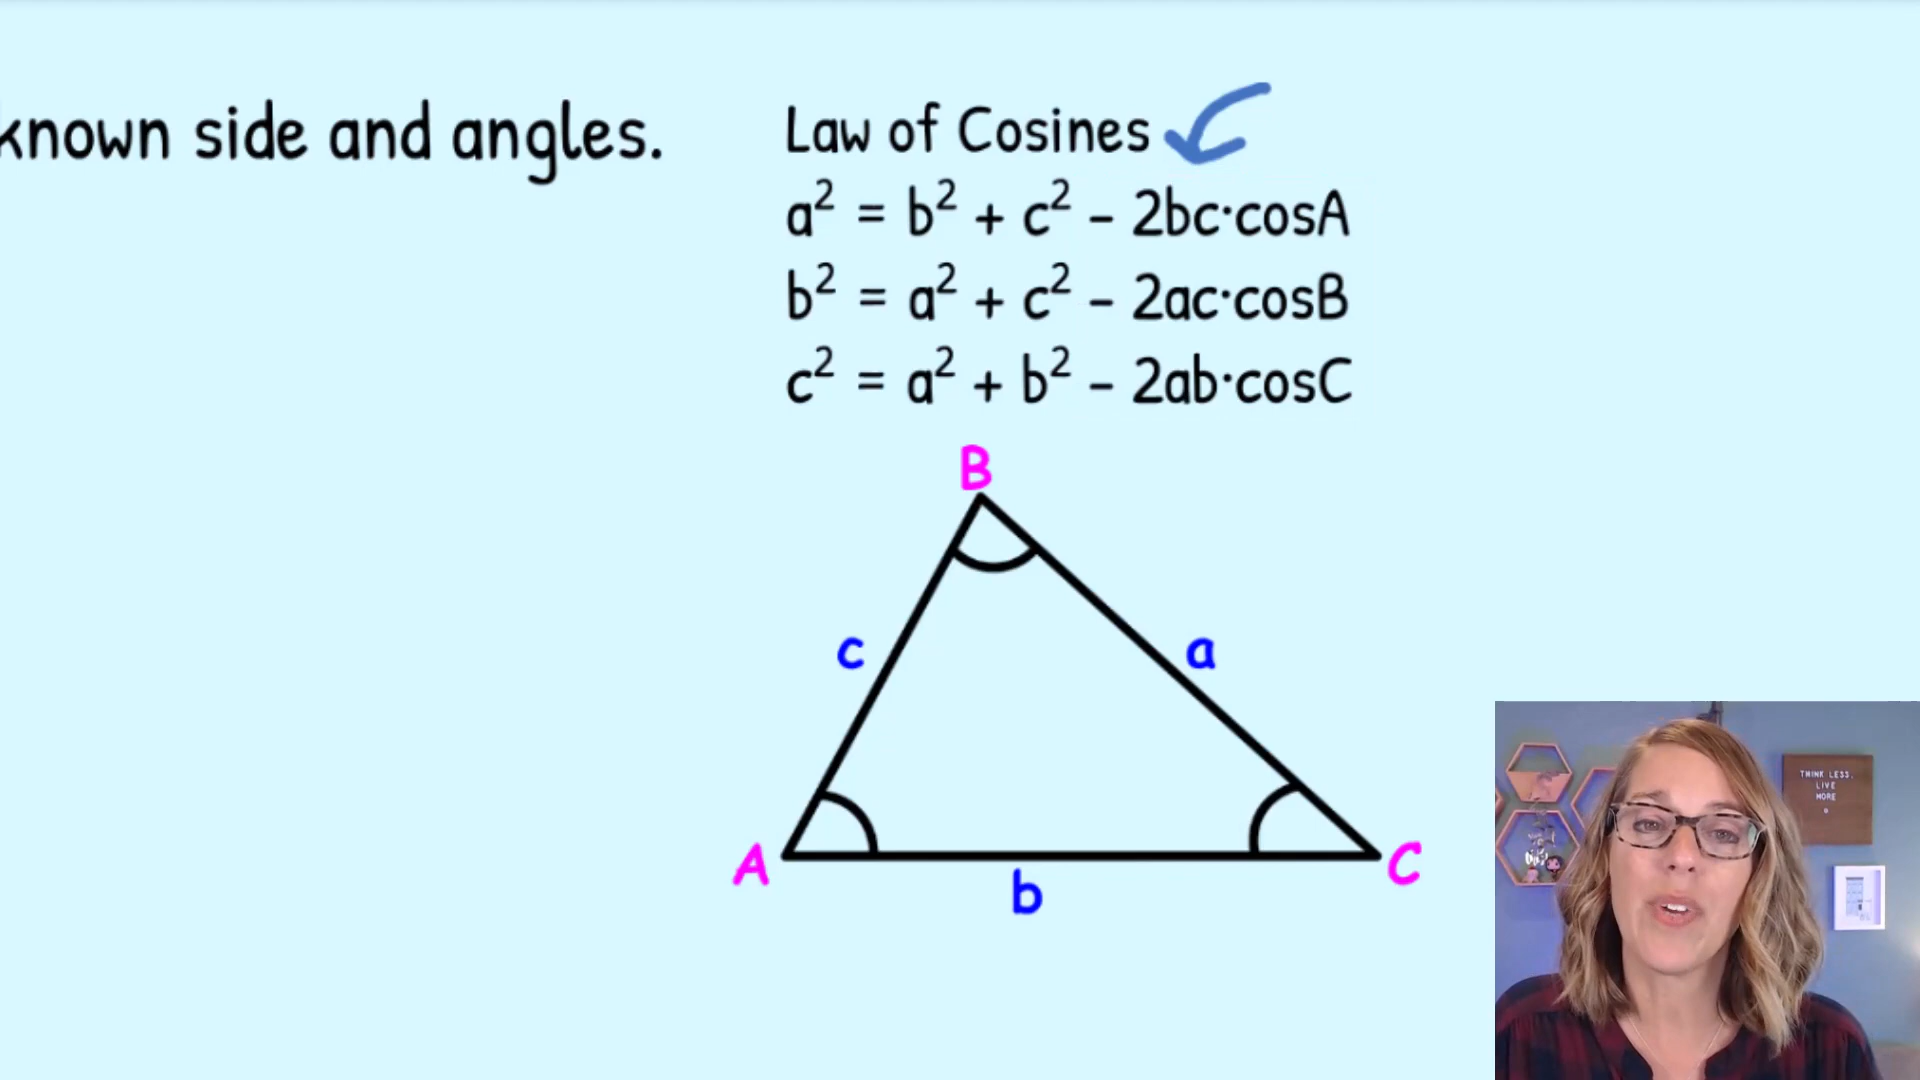 known side and angles.
Law of Cosines
a² = b² + c² - 2bc·cosA
b² = a² + c² - 2ac·cosB
c² = a² + b² - 2ab·cosC
B
c
a
A
b
C
THINK LESS.
LIVE
MORE